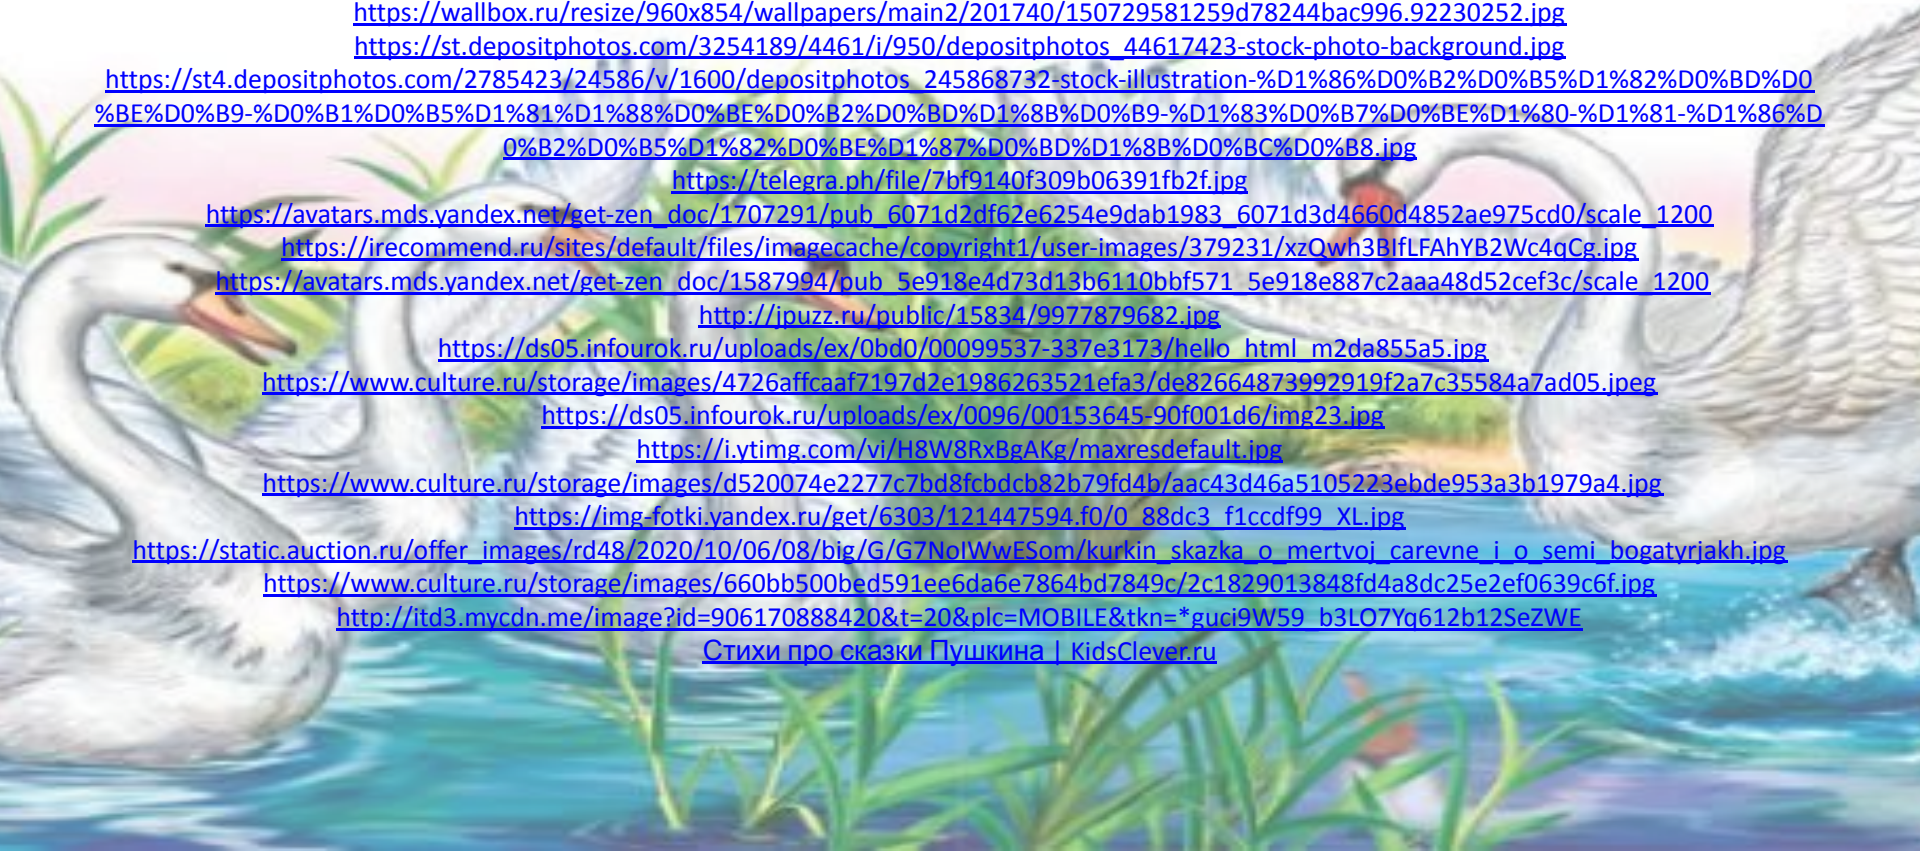 https://wallbox.ru/resize/960x854/wallpapers/main2/201740/150729581259d78244bac996.92230252.jpg
https://st.depositphotos.com/3254189/4461/i/950/depositphotos_44617423-stock-photo-background.jpg
https://st4.depositphotos.com/2785423/24586/v/1600/depositphotos_245868732-stock-illustration-%D1%86%D0%B2%D0%B5%D1%82%D0%BD%D0
%BE%D0%B9-%D0%B1%D0%B5%D1%81%D1%88%D0%BE%D0%B2%D0%BD%D1%8B%D0%B9-%D1%83%D0%B7%D0%BE%D1%80-%D1%81-%D1%86%D
0%B2%D0%B5%D1%82%D0%BE%D1%87%D0%BD%D1%8B%D0%BC%D0%B8.jpg
https://telegra.ph/file/7bf9140f309b06391fb2f.jpg
https://avatars.mds.yandex.net/get-zen_doc/1707291/pub_6071d2df62e6254e9dab1983_6071d3d4660d4852ae975cd0/scale_1200
https://irecommend.ru/sites/default/files/imagecache/copyright1/user-images/379231/xzQwh3BIfLFAhYB2Wc4qCg.jpg
https://avatars.mds.yandex.net/get-zen_doc/1587994/pub_5e918e4d73d13b6110bbf571_5e918e887c2aaa48d52cef3c/scale_1200
http://jpuzz.ru/public/15834/9977879682.jpg
https://ds05.infourok.ru/uploads/ex/0bd0/00099537-337e3173/hello_html_m2da855a5.jpg
https://www.culture.ru/storage/images/4726affcaaf7197d2e1986263521efa3/de82664873992919f2a7c35584a7ad05.jpeg
https://ds05.infourok.ru/uploads/ex/0096/00153645-90f001d6/img23.jpg
https://i.ytimg.com/vi/H8W8RxBgAKg/maxresdefault.jpg
https://www.culture.ru/storage/images/d520074e2277c7bd8fcbdcb82b79fd4b/aac43d46a5105223ebde953a3b1979a4.jpg
https://img-fotki.yandex.ru/get/6303/121447594.f0/0_88dc3_f1ccdf99_XL.jpg
https://static.auction.ru/offer_images/rd48/2020/10/06/08/big/G/G7NoIWwESom/kurkin_skazka_o_mertvoj_carevne_i_o_semi_bogatyrjakh.jpg
https://www.culture.ru/storage/images/660bb500bed591ee6da6e7864bd7849c/2c1829013848fd4a8dc25e2ef0639c6f.jpg
http://itd3.mycdn.me/image?id=906170888420&t=20&plc=MOBILE&tkn=*guci9W59_b3LO7Yq612b12SeZWE
Стихи про сказки Пушкина | KidsClever.ru